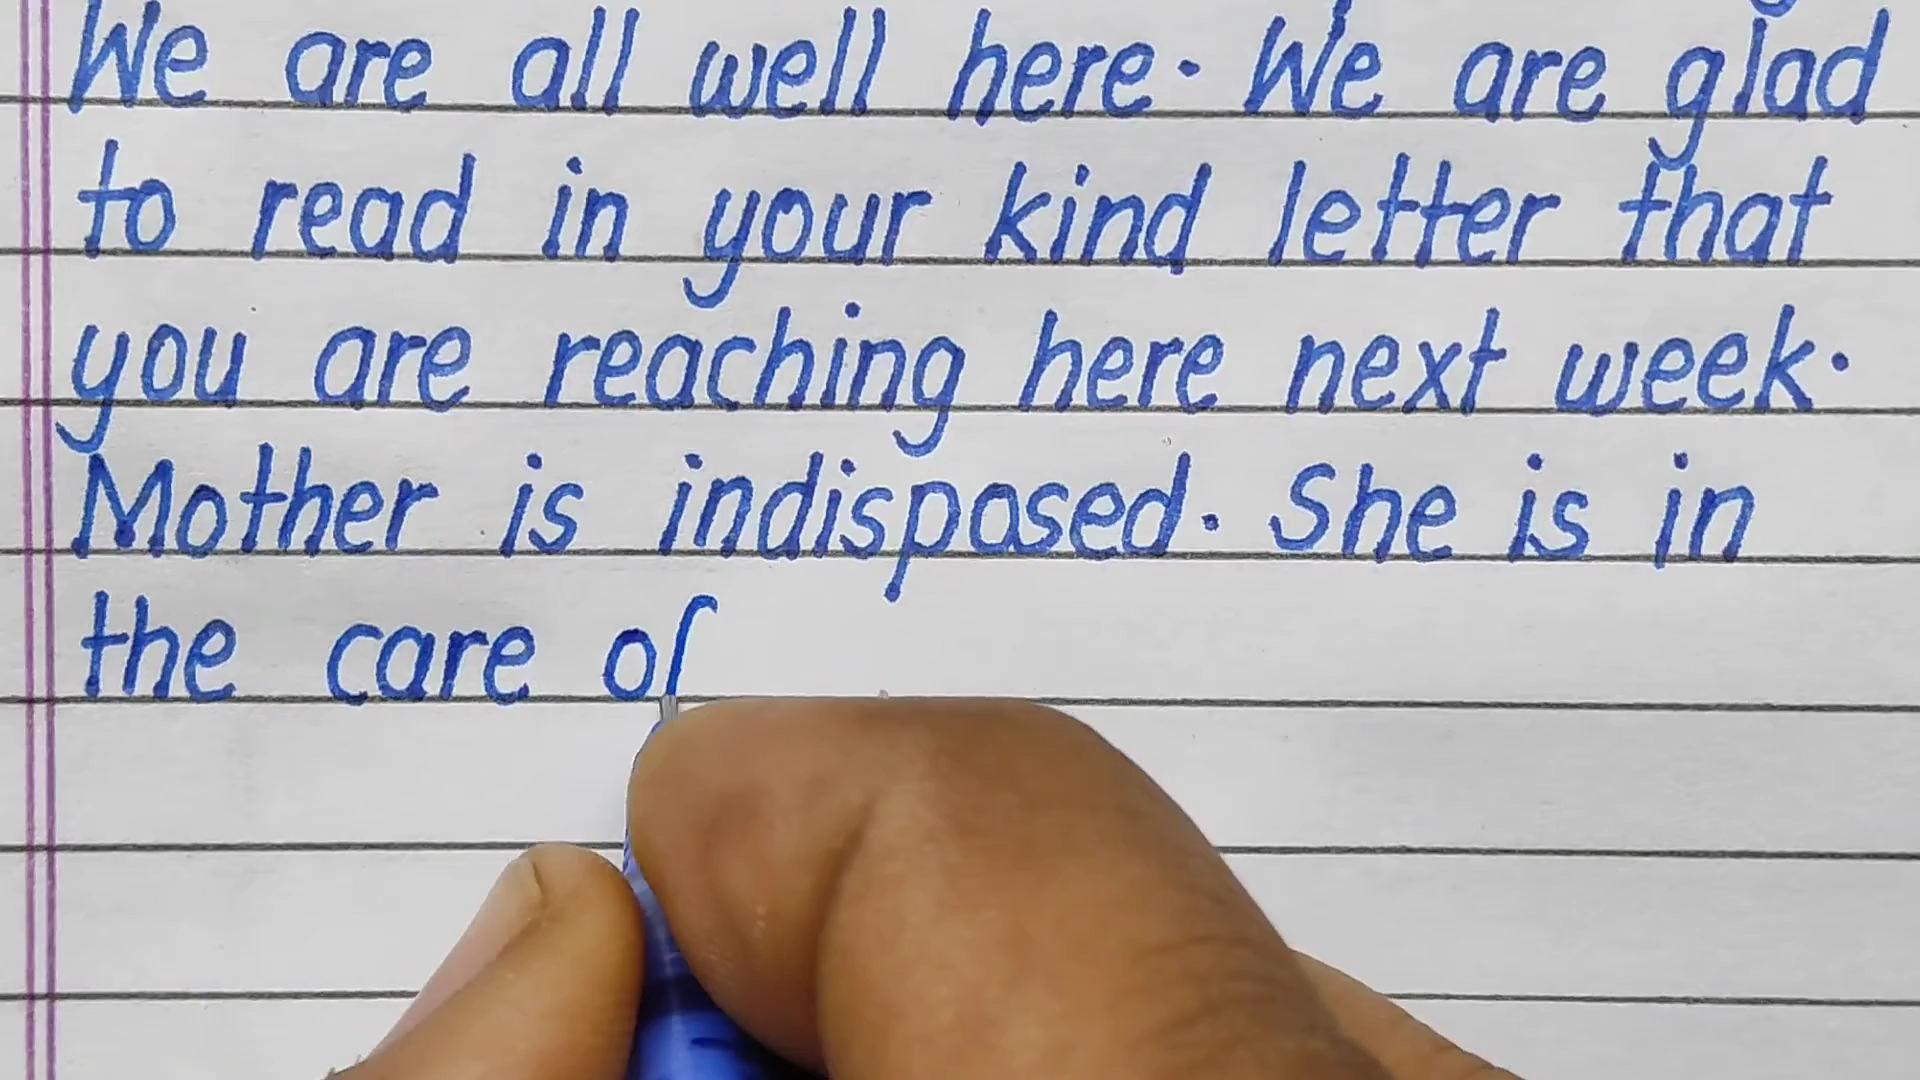 We are all well here. We are glad
to read in your kind letter that
you are reaching here next week.
Mother is indisposed. She is in
the care of